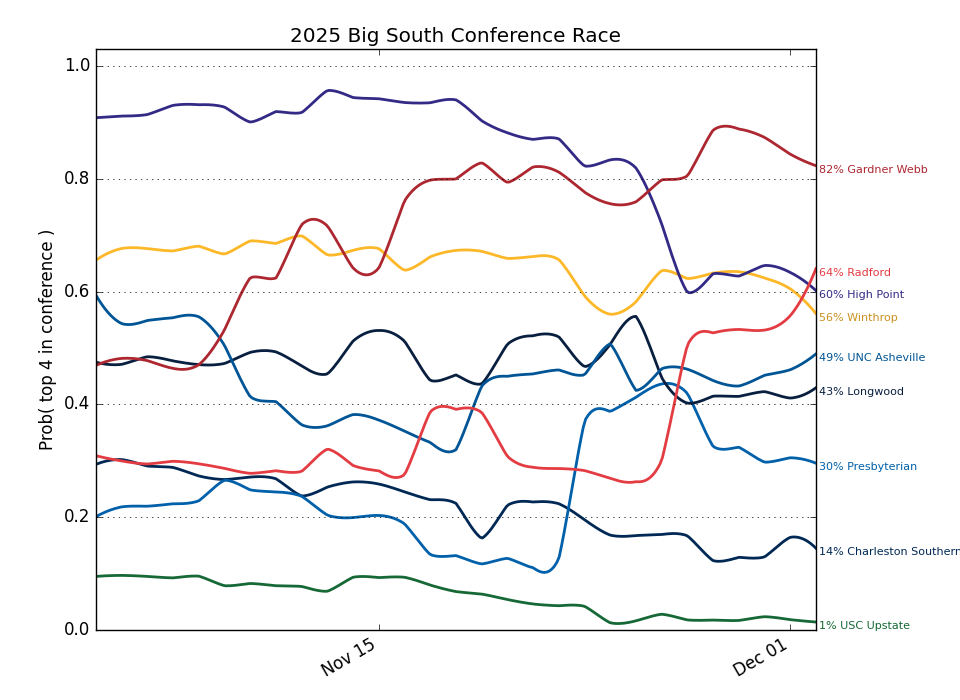 2025 Big South Conference Race
Prob( top 4 in conference )
1.0
0.8
0.6
0.4
0.2
0.0
Nov 15
Dec 01
82% Gardner Webb
64% Radford
60% High Point
56% Winthrop
49% UNC Asheville
43% Longwood
30% Presbyterian
14% Charleston Southern
1% USC Upstate